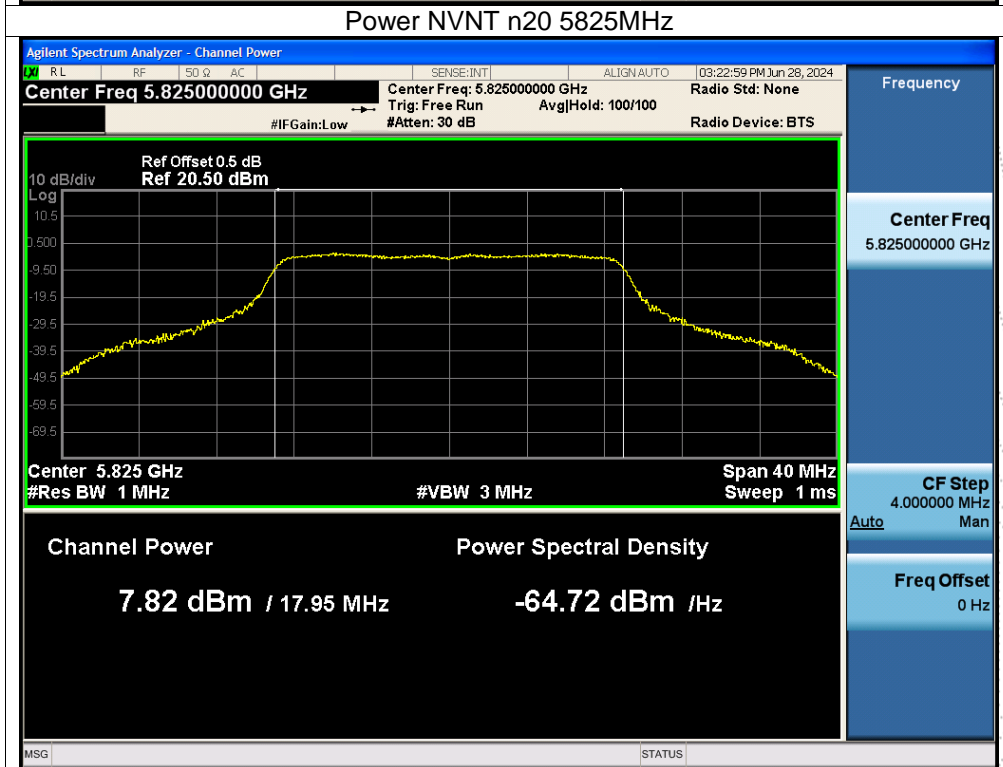 Power NVNT n20 5825MHz
Agilent Spectrum Analyzer - Channel Power
LXI RL RF 50 Ω AC SENSE:INT ALIGN AUTO 03:22:59 PM Jun 28, 2024
Center Freq 5.825000000 GHz
Center Freq: 5.825000000 GHz
Radio Std: None
Trig: Free Run Avg|Hold: 100/100
#IFGain:Low
#Atten: 30 dB
Radio Device: BTS
Ref Offset 0.5 dB
10 dB/div Ref 20.50 dBm
Log
10.5
0.500
-9.50
-19.5
-29.5
-39.5
-49.5
-59.5
-69.5
Center 5.825 GHz Span 40 MHz
#Res BW 1 MHz #VBW 3 MHz Sweep 1 ms
Channel Power Power Spectral Density
7.82 dBm / 17.95 MHz -64.72 dBm /Hz
Frequency
Center Freq
5.825000000 GHz
CF Step
4.000000 MHz
Auto Man
Freq Offset
0 Hz
MSG STATUS